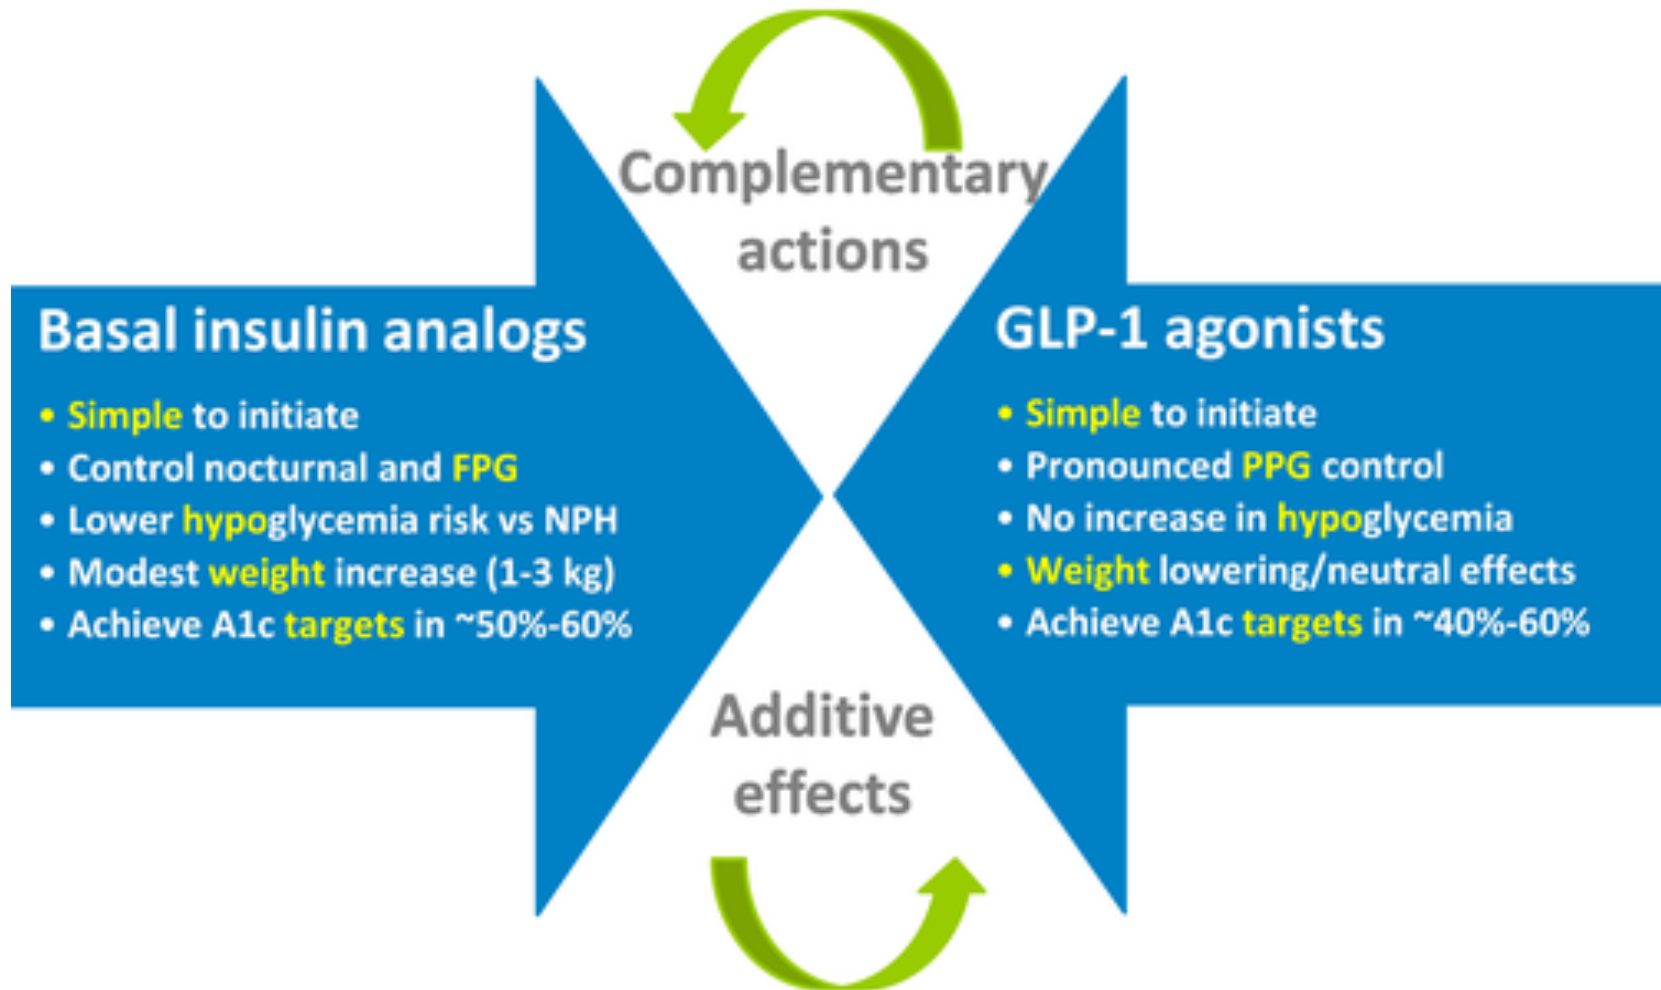 Complementary
actions
Basal insulin analogs
• Simple to initiate
• Control nocturnal and FPG
• Lower hypoglycemia risk vs NPH
• Modest weight increase (1-3 kg)
• Achieve A1c targets in ~50%-60%
GLP-1 agonists
• Simple to initiate
• Pronounced PPG control
• No increase in hypoglycemia
• Weight lowering/neutral effects
• Achieve A1c targets in ~40%-60%
Additive
effects